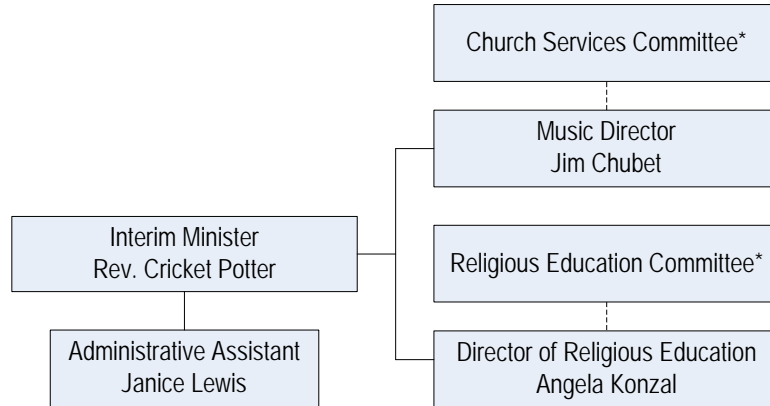 Church Services Committee*
Music Director
Jim Chubet
Interim Minister
Rev. Cricket Potter
Religious Education Committee*
Administrative Assistant
Janice Lewis
Director of Religious Education
Angela Konzal